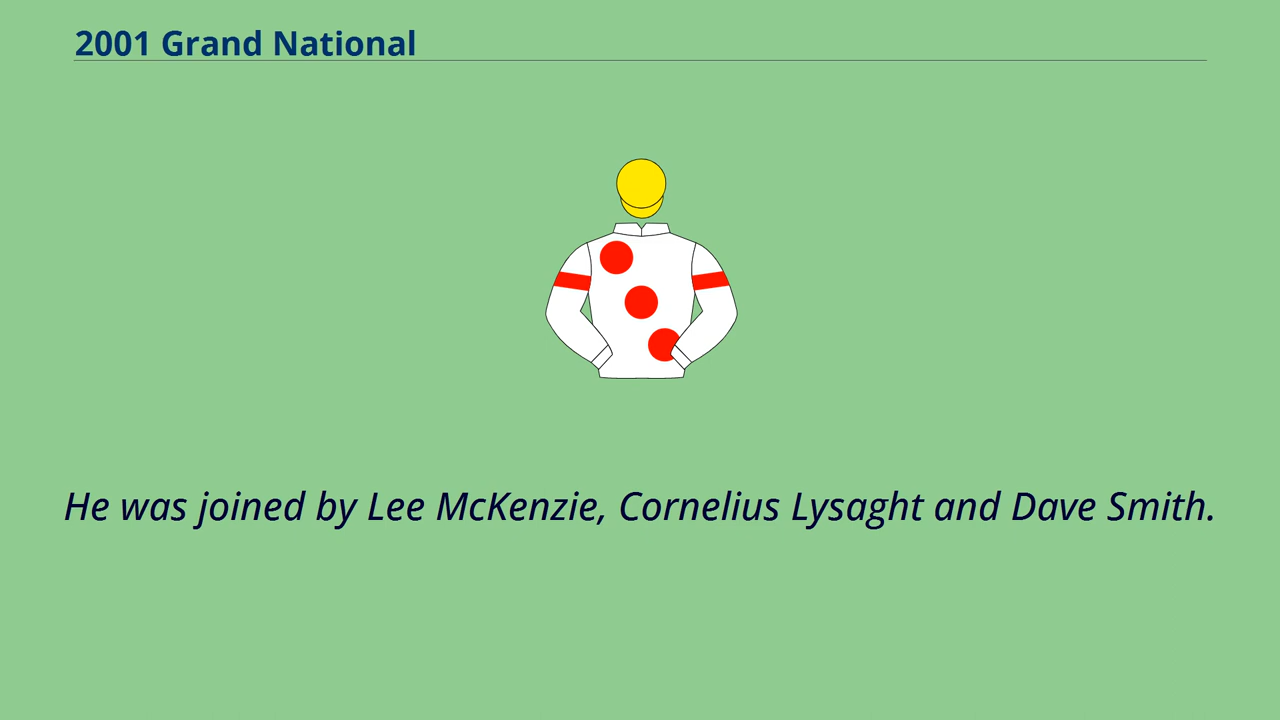 2001 Grand National
He was joined by Lee McKenzie, Cornelius Lysaght and Dave Smith.